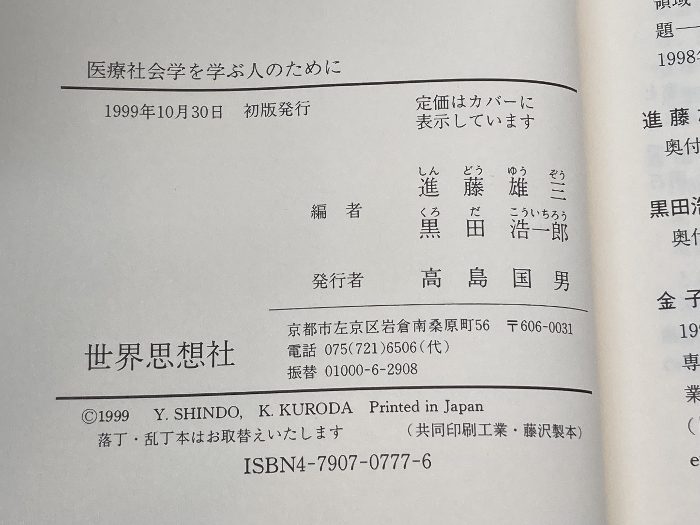 医療社会学を学ぶ人のために
1999年10月30日 初版発行
定価はカバーに
表示しています
しん どう ゆう ぞう
進藤雄三
編者
くろ だ こういちろう
黒田浩一郎
発行者 高島国男
世界思想社
京都市左京区岩倉南桑原町56 〒606-0031
電話 075(721)6506(代)
振替 01000-6-2908
©1999 Y. SHINDO, K. KURODA Printed in Japan
落丁・乱丁本はお取替えいたします (共同印刷工業・藤沢製本)
ISBN4-7907-0777-6
題―
1998
進藤
奥付
黒田浩
奥付
金子
199
専
業
(
e